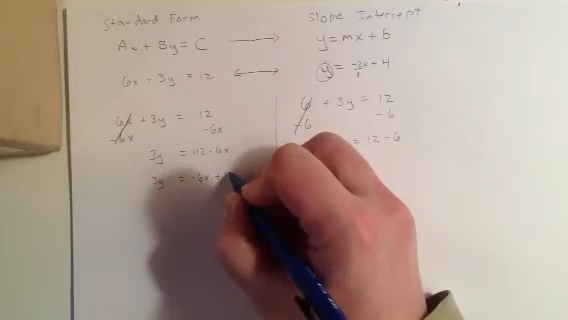 Standard Form
Slope Intercept
Ax + By = C
y = mx + b
6x - 3y = 12
y = -2x + 4
6x + 3y = 12
-6x -6x
3y = 12 - 6x
3y = -6x +
6 + 3y = 12
-6 -6
= 12 - 6